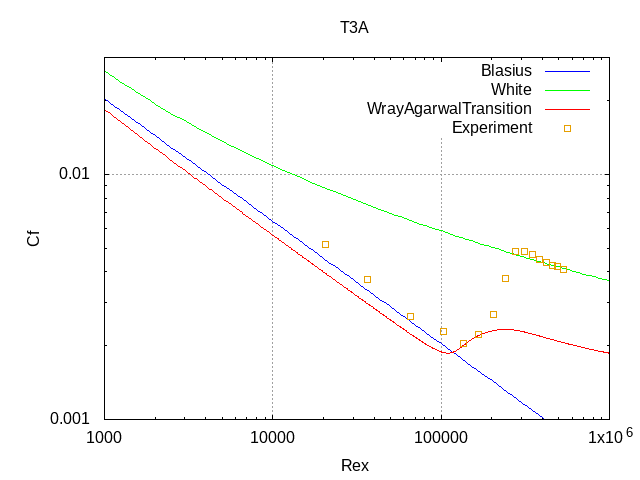 T3A
Blasius
White
WrayAgarwalTransition
Experiment
0.01
Cf
0.001
1000
10000
100000
1x10^6
Rex